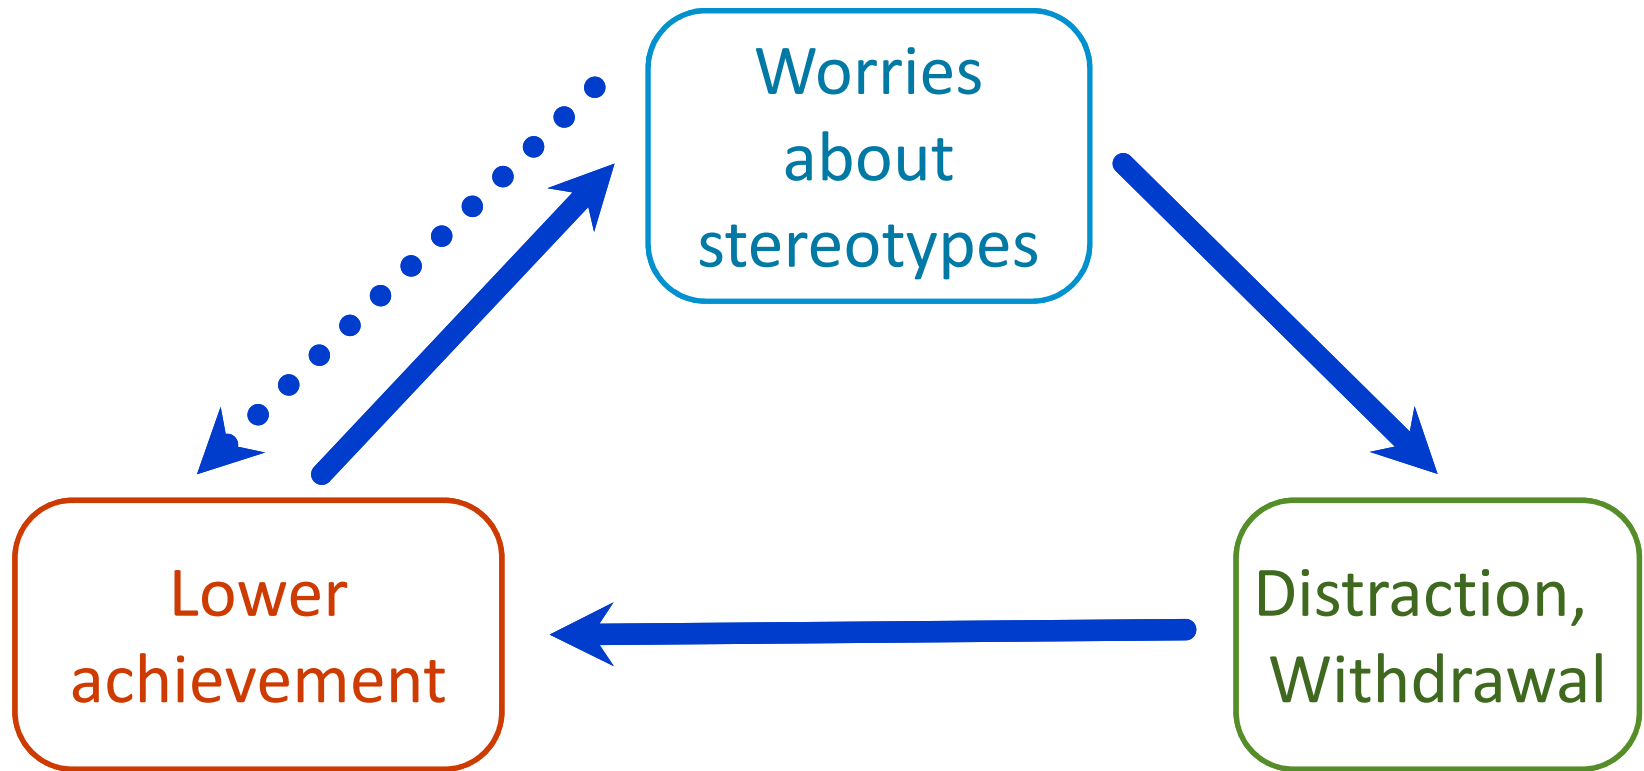 Worries
about
stereotypes
Lower
achievement
Distraction,
Withdrawal